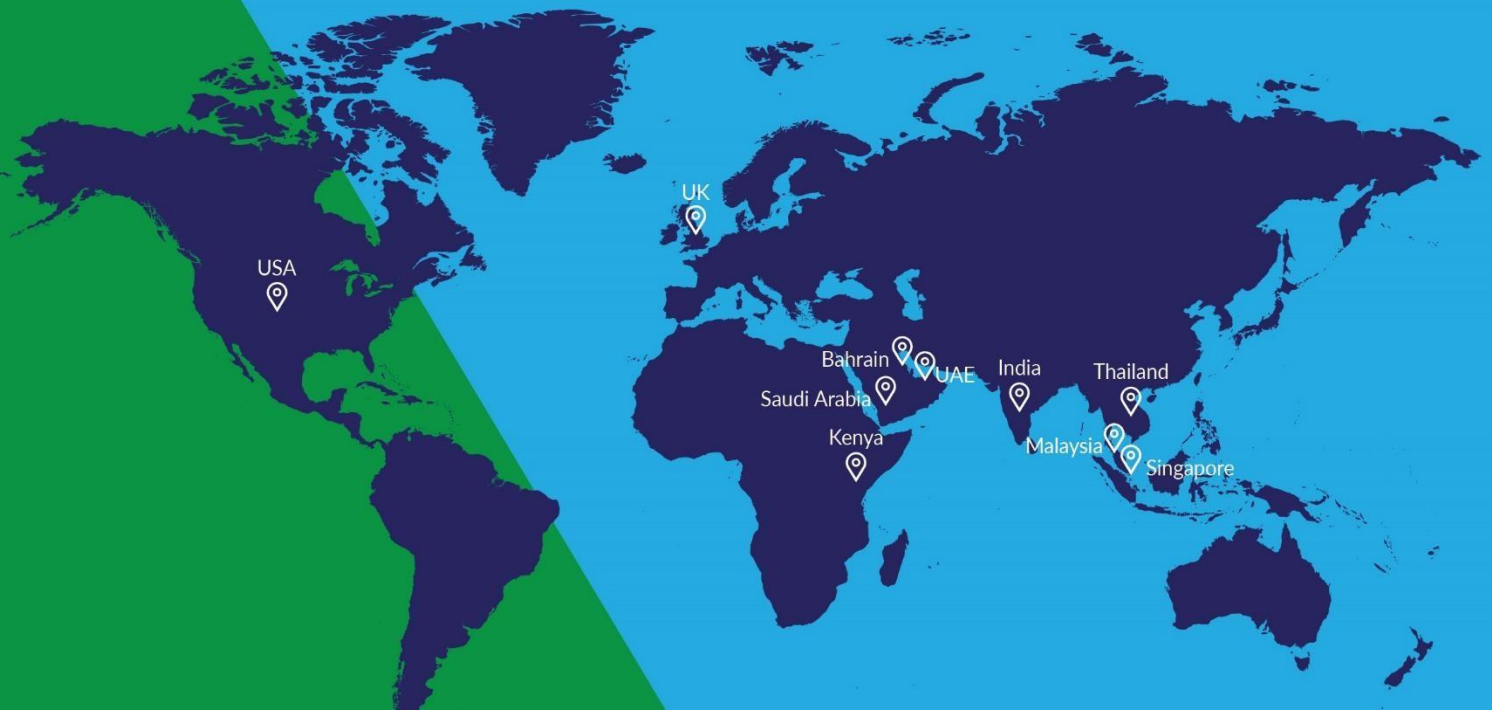 UK
USA
Bahrain
UAE
India
Thailand
Saudi Arabia
Kenya
Malaysia
Singapore